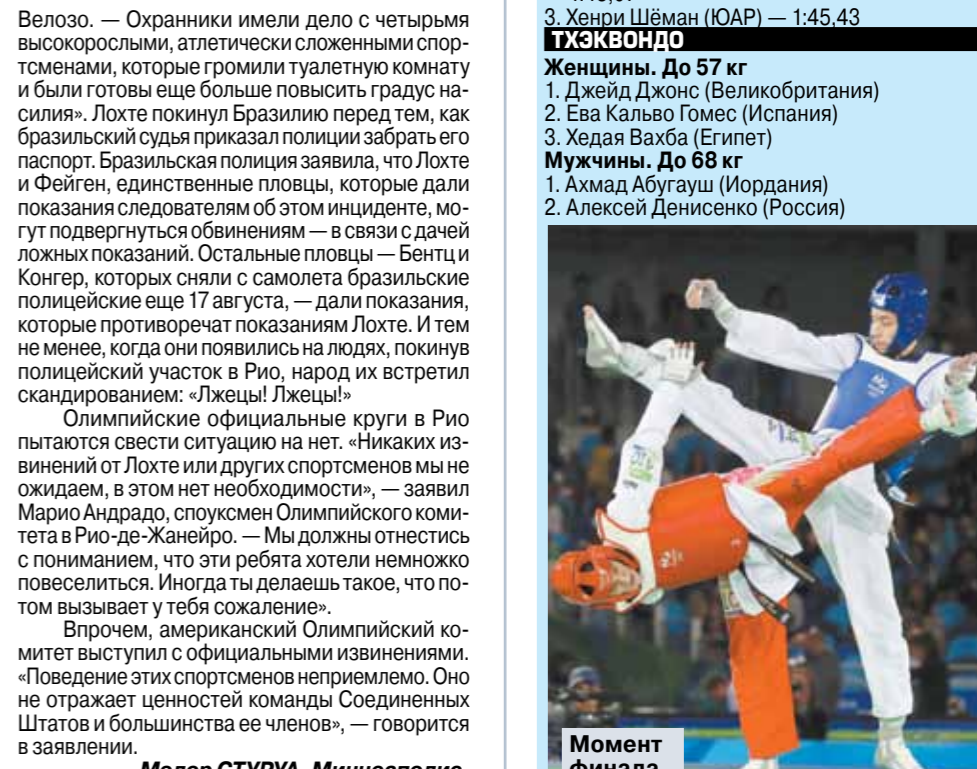 Велозо. — Охранники имели дело с четырьмя
высокорослыми, атлетически сложенными спор-
тсменами, которые громили туалетную комнату
и были готовы еще больше повысить градус на-
силия». Лохте покинул Бразилию перед тем, как
бразильский судья приказал полиции забрать его
паспорт. Бразильская полиция заявила, что Лохте
и Фейген, единственные пловцы, которые дали
показания следователям об этом инциденте, мо-
гут подвергнуться обвинениям — в связи с дачей
ложных показаний. Остальные пловцы — Бентц и
Конгер, которых сняли с самолета бразильские
полицейские еще 17 августа, — дали показания,
которые противоречат показаниям Лохте. И тем
не менее, когда они появились на людях, покинув
полицейский участок в Рио, народ их встретил
скандированием: «Лжецы! Лжецы!»
Олимпийские официальные круги в Рио
пытаются свести ситуацию на нет. «Никаких из-
винений от Лохте или других спортсменов мы не
ожидаем, в этом нет необходимости», — заявил
Марио Андрадо, споуксмен Олимпийского коми-
тета в Рио-де-Жанейро. — Мы должны отнестись
с пониманием, что эти ребята хотели немножко
повеселиться. Иногда ты делаешь такое, что по-
том вызывает у тебя сожаление».
Впрочем, американский Олимпийский ко-
митет выступил с официальными извинениями.
«Поведение этих спортсменов неприемлемо. Оно
не отражает ценностей команды Соединенных
Штатов и большинства ее членов», — говорится
в заявлении.
Мэлор СТУРУА, Миннеаполис.
3. Хенри Шёман (ЮАР) — 1:45,43
ТХЭКВОНДО
Женщины. До 57 кг
1. Джейд Джонс (Великобритания)
2. Ева Кальво Гомес (Испания)
3. Хедая Вахба (Египет)
Мужчины. До 68 кг
1. Ахмад Абугауш (Иордания)
2. Алексей Денисенко (Россия)
Момент
финала